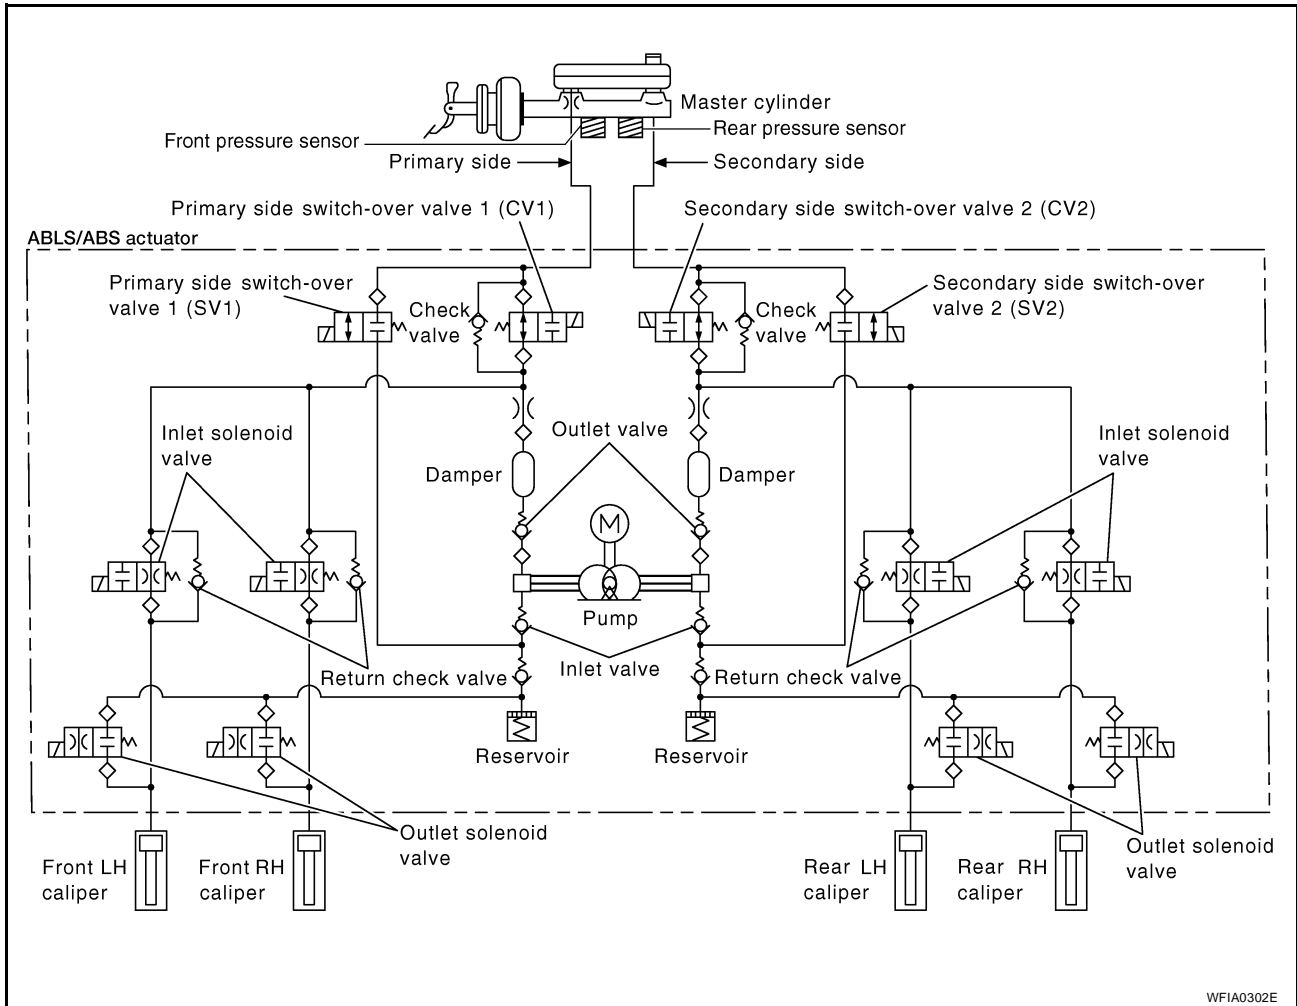 Master cylinder
Front pressure sensor
Rear pressure sensor
Primary side
Secondary side
Primary side switch-over valve 1 (CV1)
Secondary side switch-over valve 2 (CV2)
ABLS/ABS actuator
Primary side switch-over
valve 1 (SV1)
Check
valve
Check
valve
Secondary side switch-over
valve 2 (SV2)
Inlet solenoid
valve
Outlet valve
Inlet solenoid
valve
Damper
Damper
M
Pump
Inlet valve
Return check valve
Return check valve
Reservoir
Reservoir
Outlet solenoid
valve
Outlet solenoid
valve
Front LH
caliper
Front RH
caliper
Rear LH
caliper
Rear RH
caliper
WFIA0302E